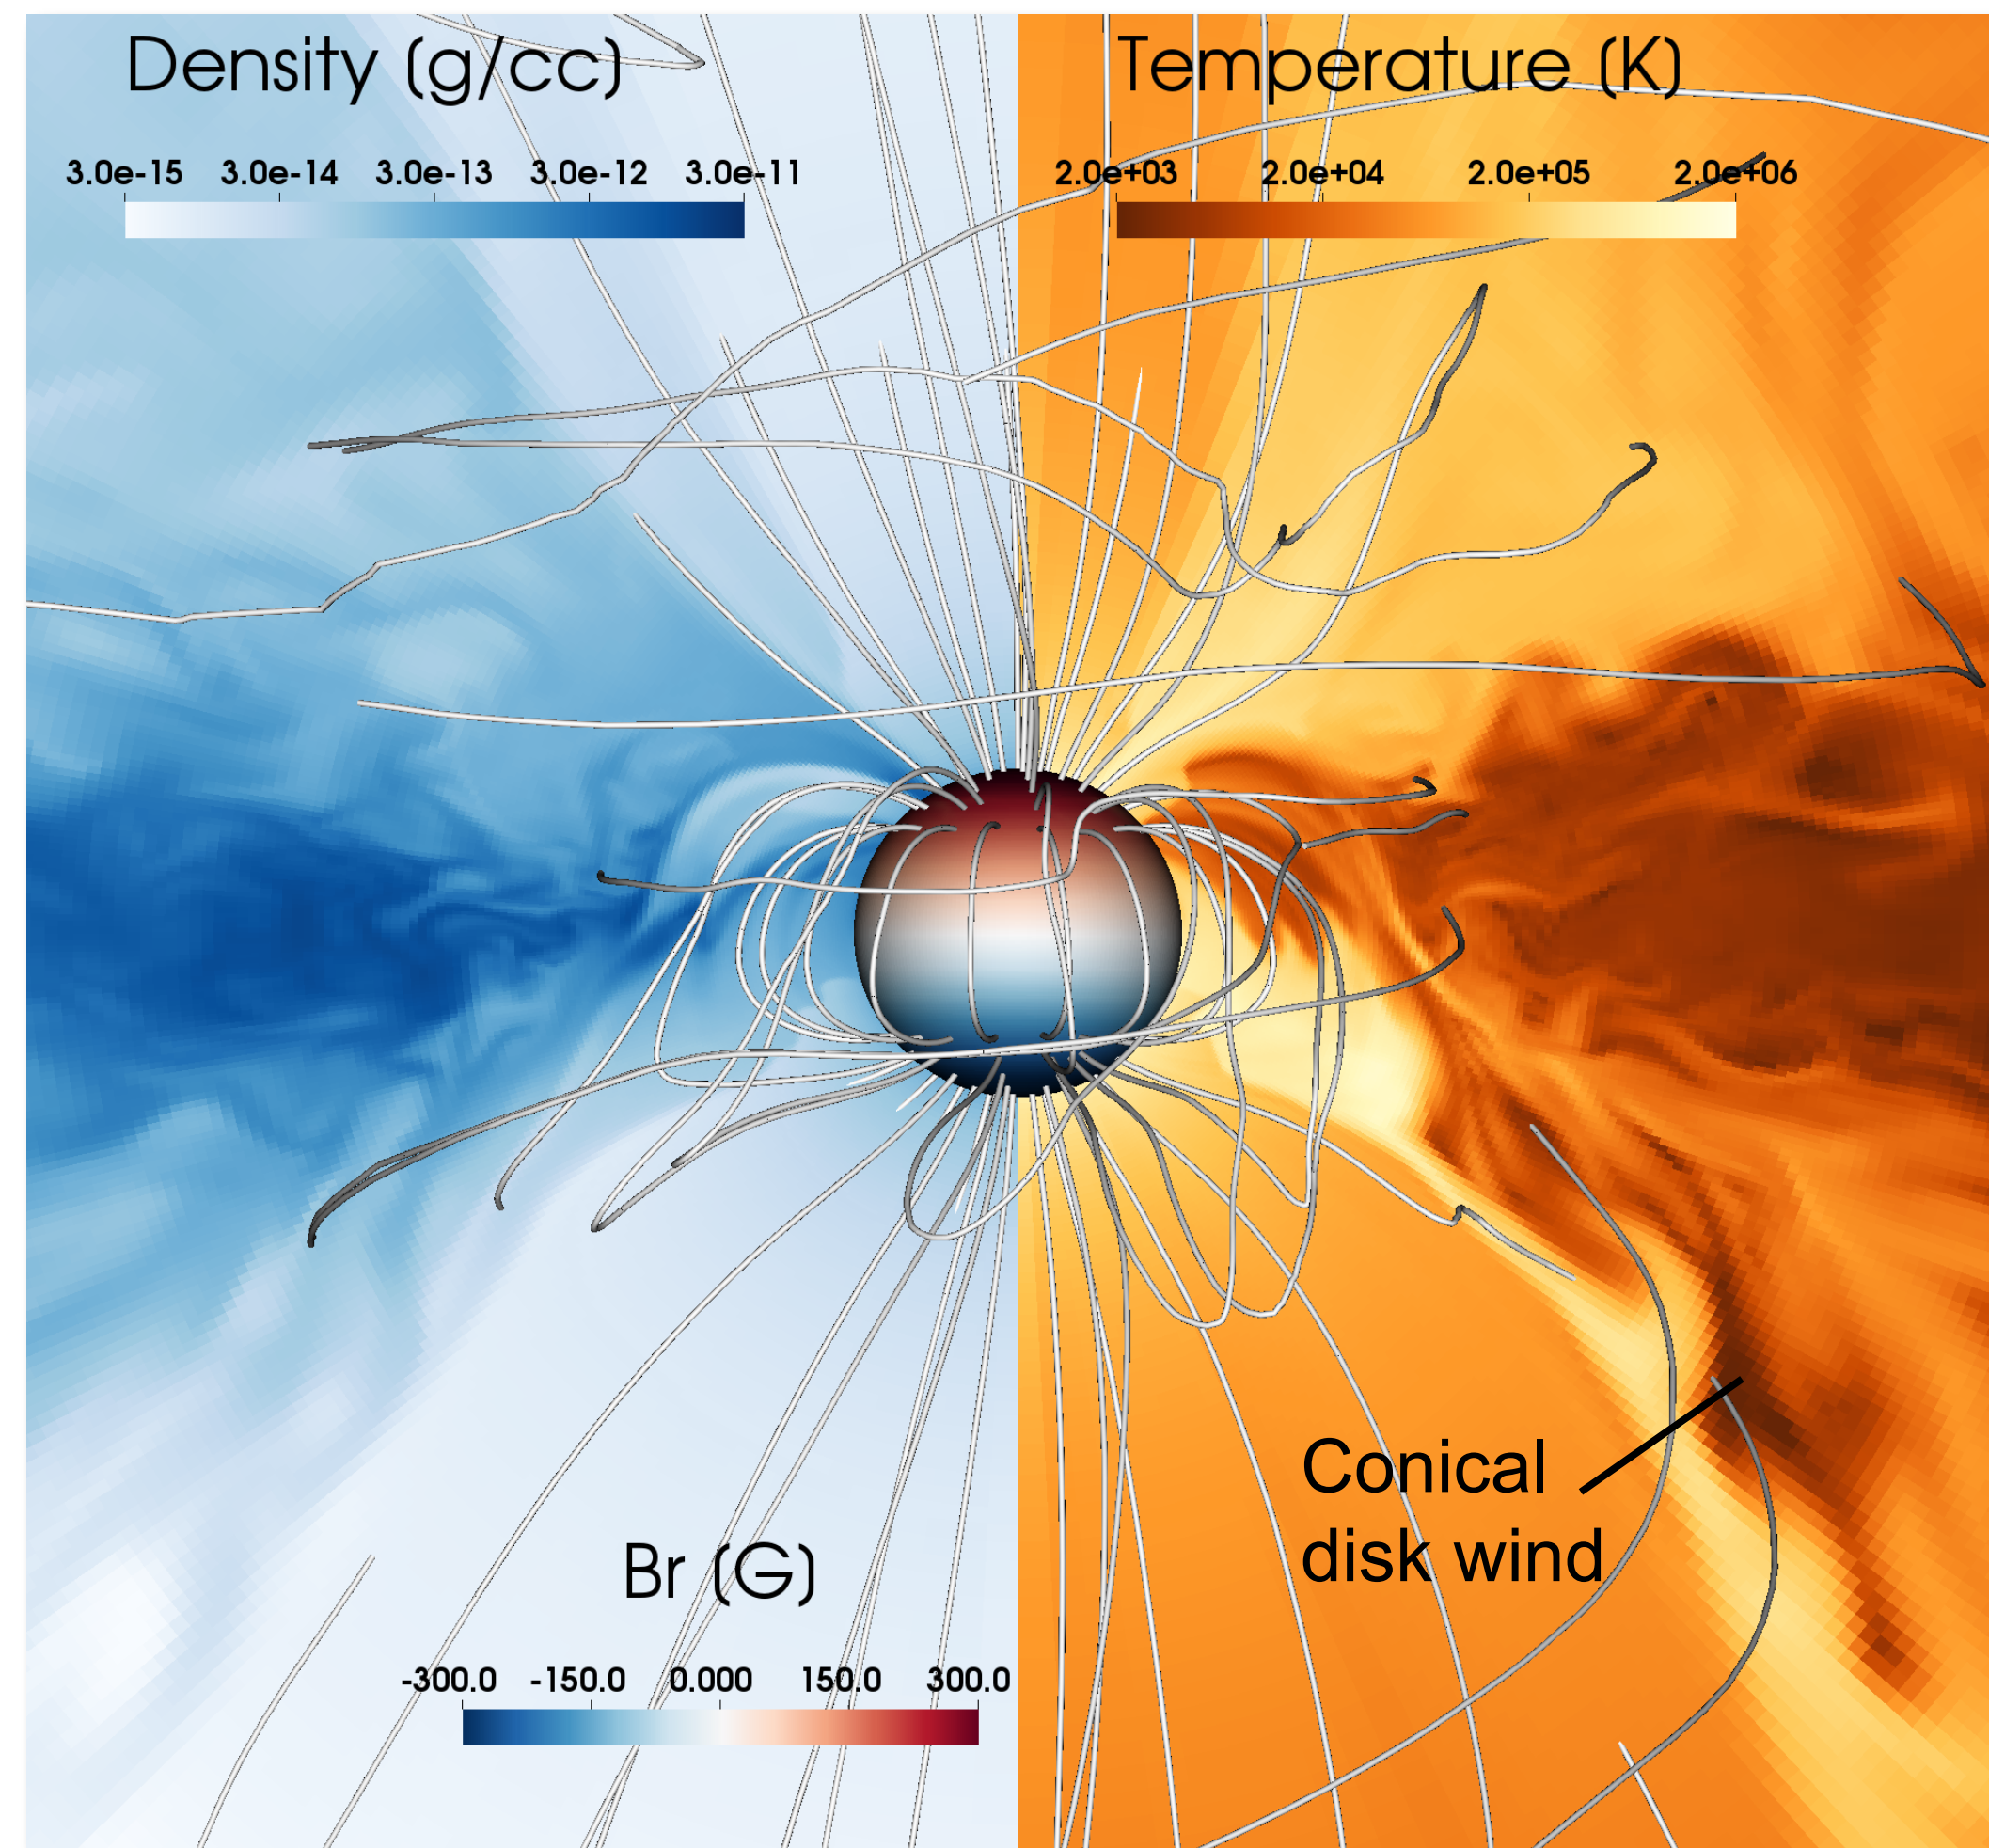 Density (g/cc)
3.0e-15 3.0e-14 3.0e-13 3.0e-12 3.0e-11
Temperature (K)
2.0e+03 2.0e+04 2.0e+05 2.0e+06
Conical
disk wind
Br (G)
-300.0 -150.0 0.000 150.0 300.0